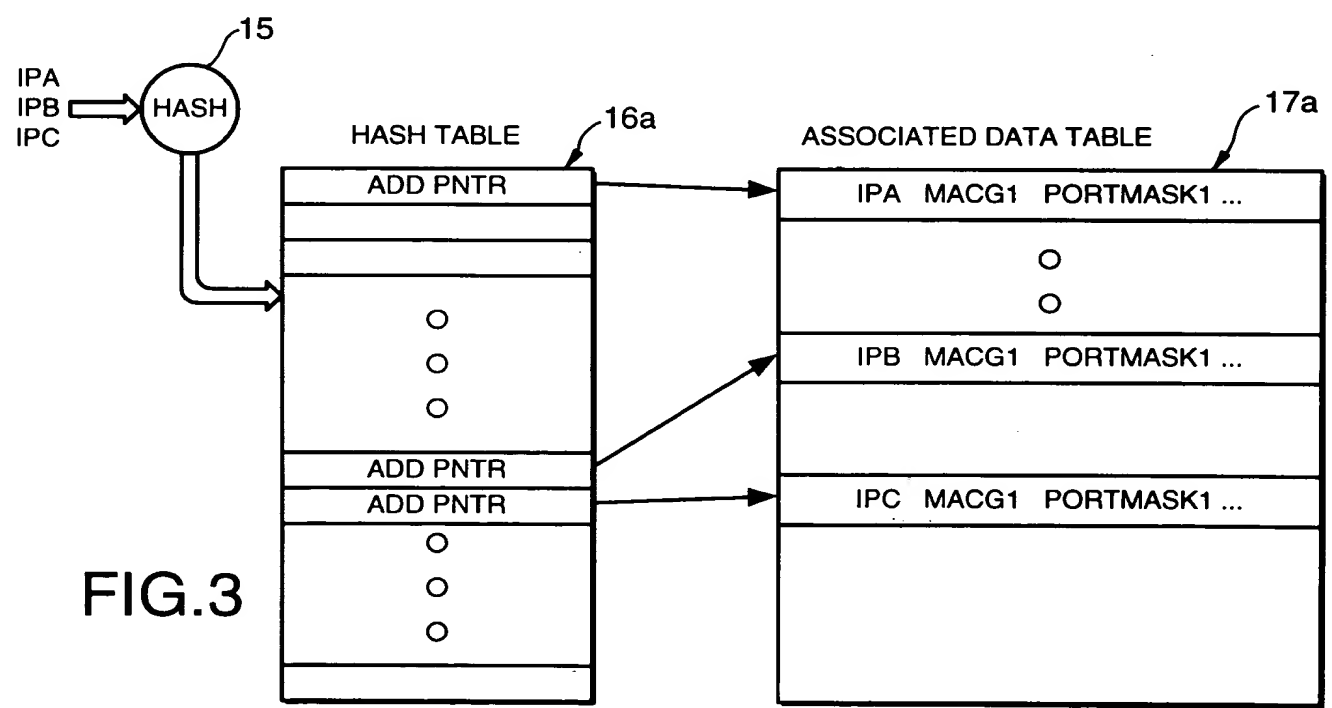 15
IPA
IPB
IPC
HASH
HASH TABLE
16a
ASSOCIATED DATA TABLE
17a
ADD PNTR
IPA MACG1 PORTMASK1 ...
IPB MACG1 PORTMASK1 ...
ADD PNTR
ADD PNTR
IPC MACG1 PORTMASK1 ...
FIG.3